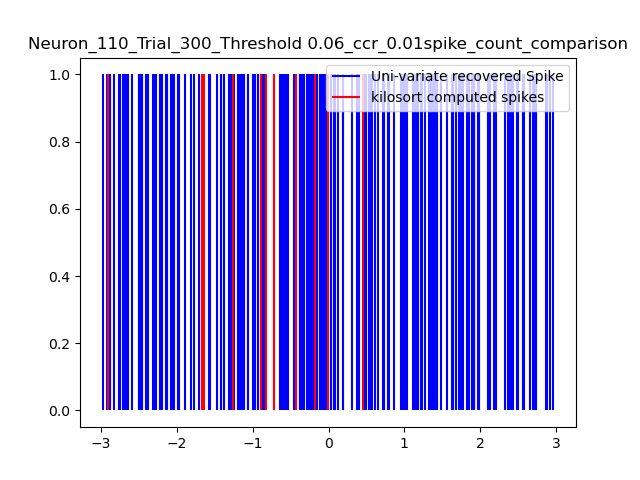 Neuron_110_Trial_300_Threshold 0.06_ccr_0.01spike_count_comparison
Uni-variate recovered Spike
kilosort computed spikes
1.0
0.8
0.6
0.4
0.2
0.0
−3 −2 −1 0 1 2 3